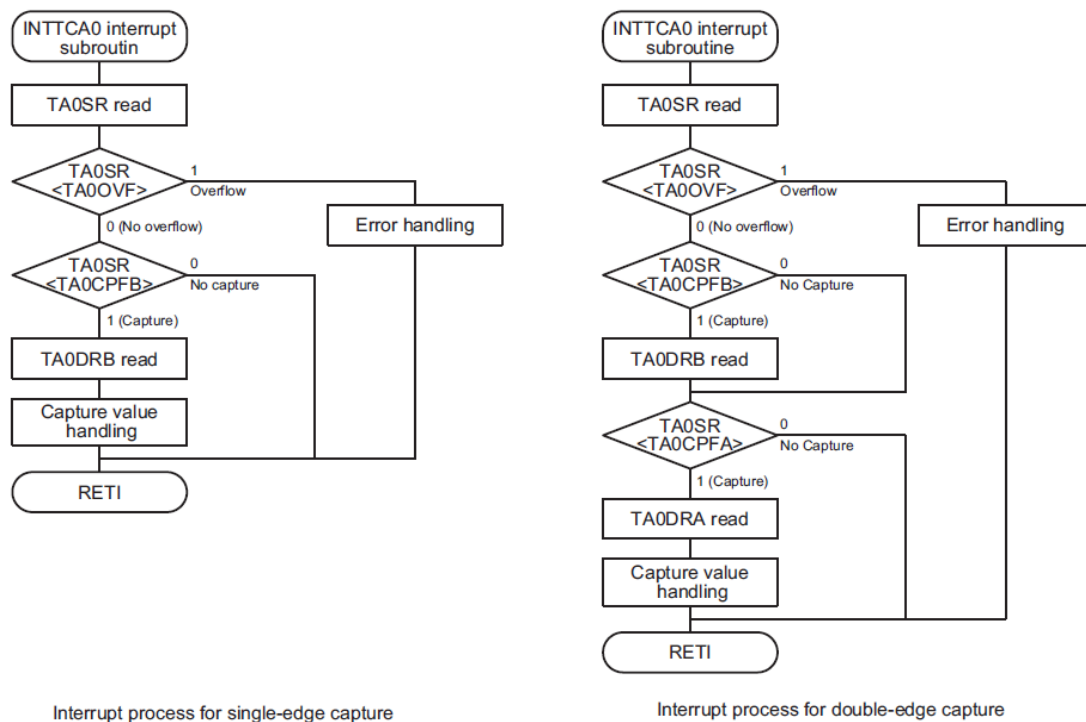 INTTCA0 interrupt
subroutin
TA0SR read
TA0SR
<TA0OVF>
1
Overflow
Error handling
0 (No overflow)
TA0SR
<TA0CPFB>
0
No capture
1 (Capture)
TA0DRB read
Capture value
handling
RETI
Interrupt process for single-edge capture
INTTCA0 interrupt
subroutine
TA0SR read
TA0SR
<TA0OVF>
1
Overflow
Error handling
0 (No overflow)
TA0SR
<TA0CPFB>
0
No Capture
1 (Capture)
TA0DRB read
TA0SR
<TA0CPFA>
0
No Capture
1 (Capture)
TA0DRA read
Capture value
handling
RETI
Interrupt process for double-edge capture